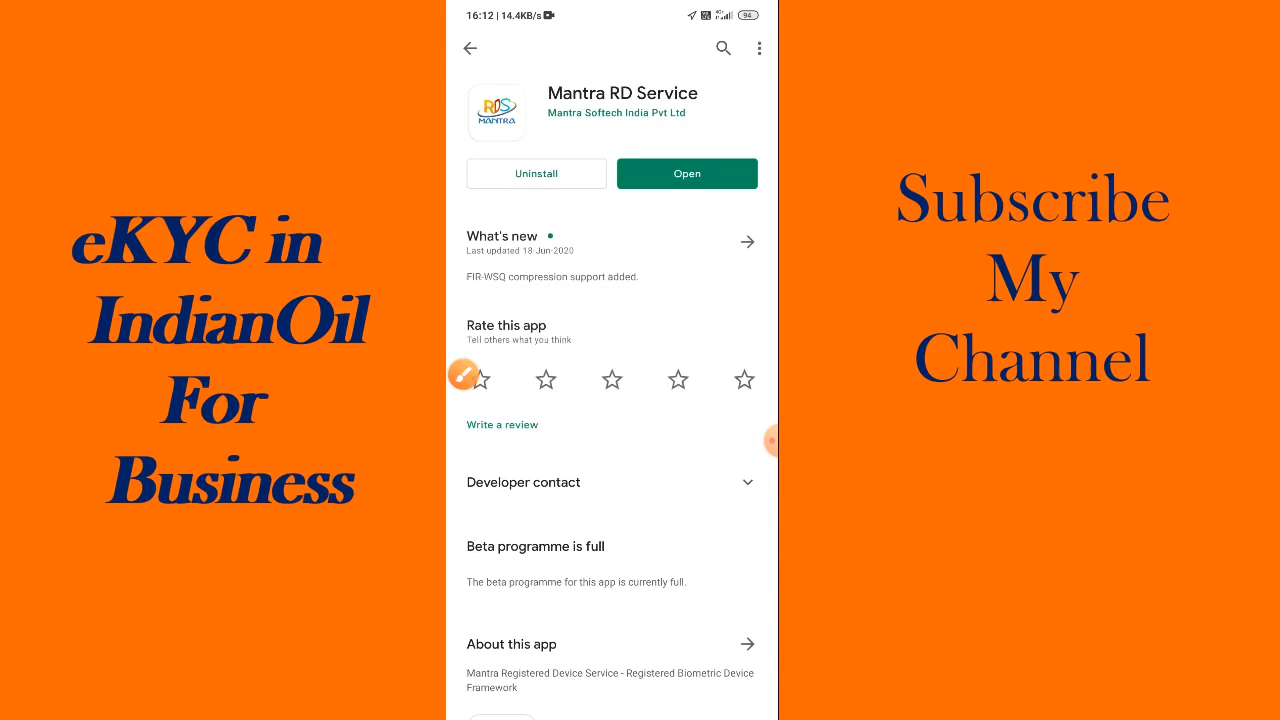 eKYC in
IndianOil
For
Business
16:12 | 14.4KB/s
4G+
94
RDS
MANTRA
Mantra RD Service
Mantra Softech India Pvt Ltd
Uninstall
Open
What's new
Last updated 18-Jun-2020
FIR-WSQ compression support added.
Rate this app
Tell others what you think
Write a review
Developer contact
Beta programme is full
The beta programme for this app is currently full.
About this app
Mantra Registered Device Service - Registered Biometric Device
Framework
Subscribe
My
Channel